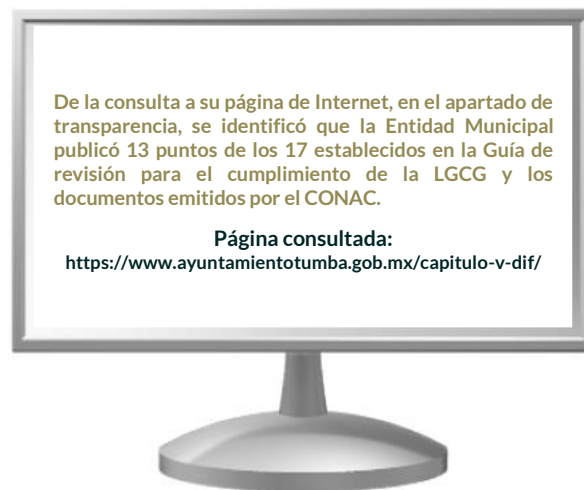 De la consulta a su página de Internet, en el apartado de
transparencia, se identificó que la Entidad Municipal
publicó 13 puntos de los 17 establecidos en la Guía de
revisión para el cumplimiento de la LGCG y los
documentos emitidos por el CONAC.
Página consultada:
https://www.ayuntamientotumba.gob.mx/capitulo-v-dif/